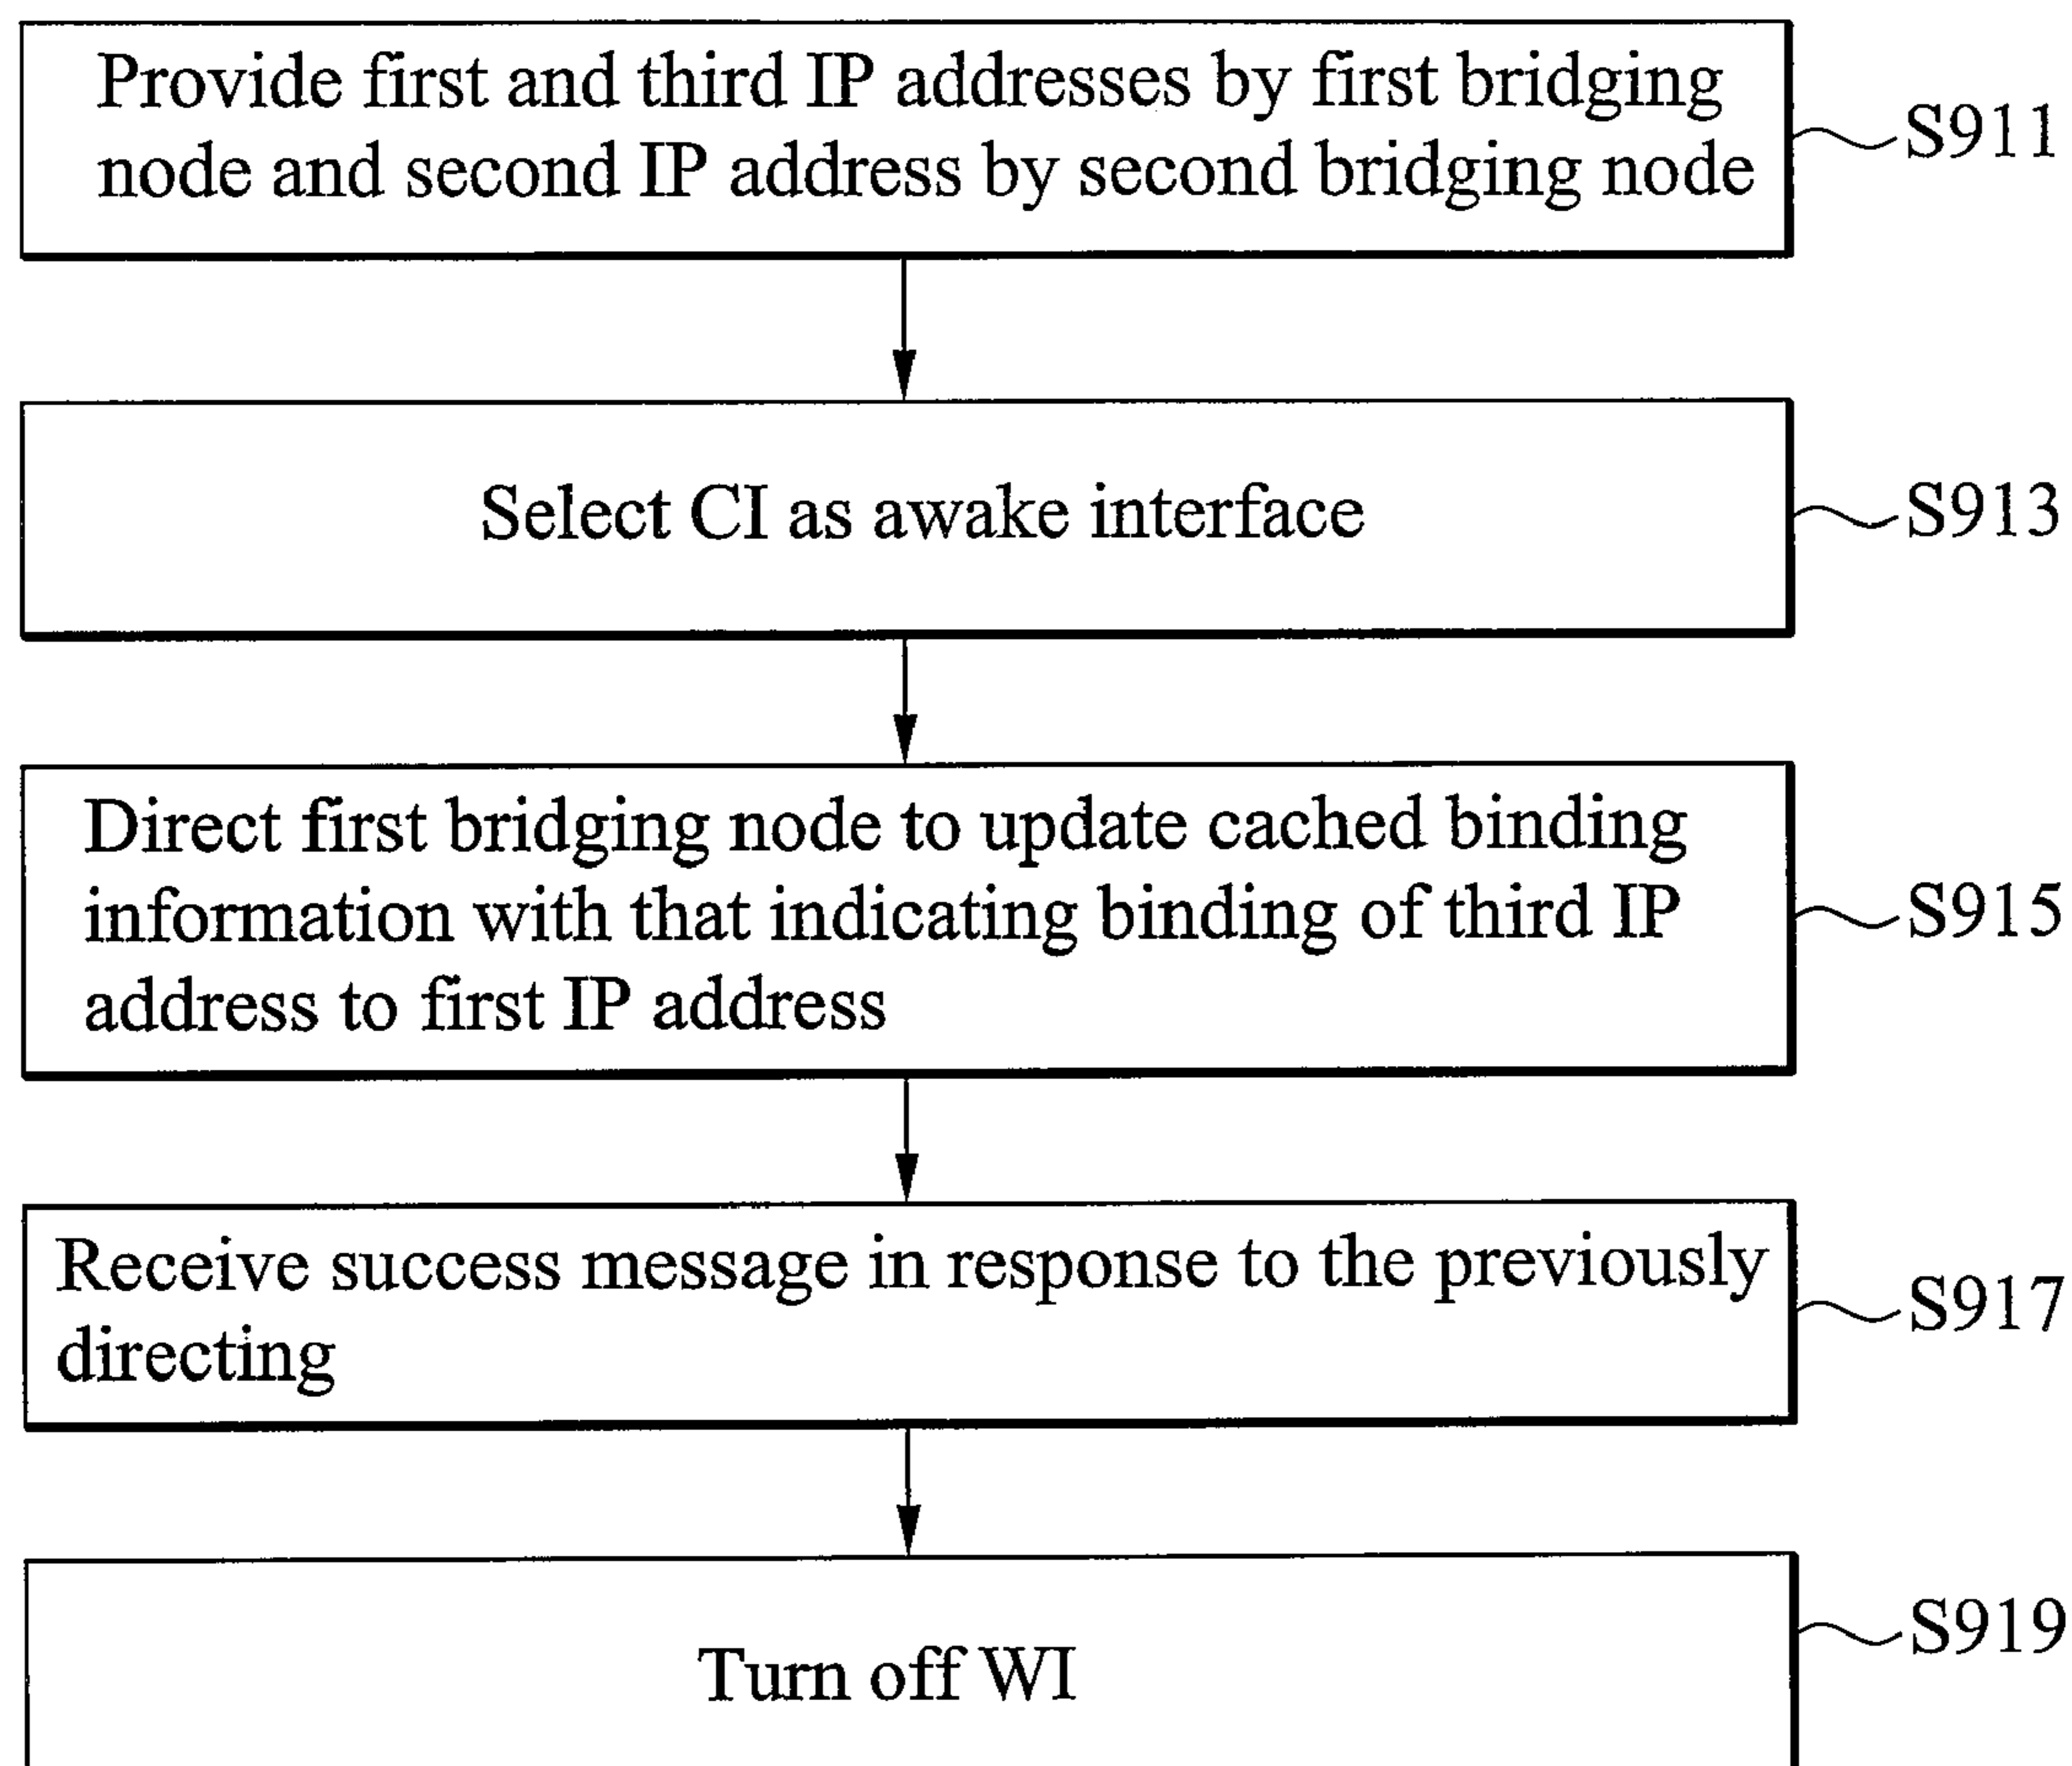 Provide first and third IP addresses by first bridging
node and second IP address by second bridging node
S911
Select CI as awake interface
S913
Direct first bridging node to update cached binding
information with that indicating binding of third IP
address to first IP address
S915
Receive success message in response to the previously
directing
S917
Turn off WI
S919